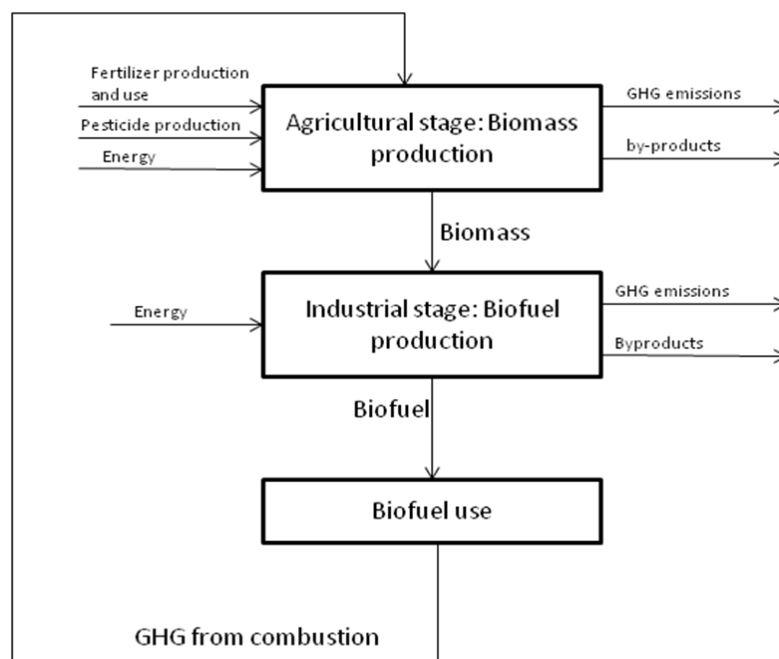 Fertilizer production
and use
Pesticide production
Energy
Agricultural stage: Biomass
production
GHG emissions
by-products
Biomass
Energy
Industrial stage: Biofuel
production
GHG emissions
Byproducts
Biofuel
Biofuel use
GHG from combustion